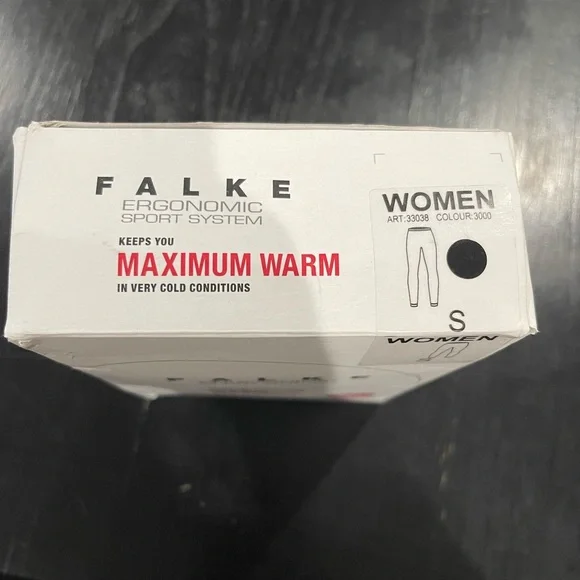 FALKE
ERGONOMIC
SPORT SYSTEM
KEEPS YOU
MAXIMUM WARM
IN VERY COLD CONDITIONS
WOMEN
ART:33038 COLOUR:3000
S
WOMEN
FALKE